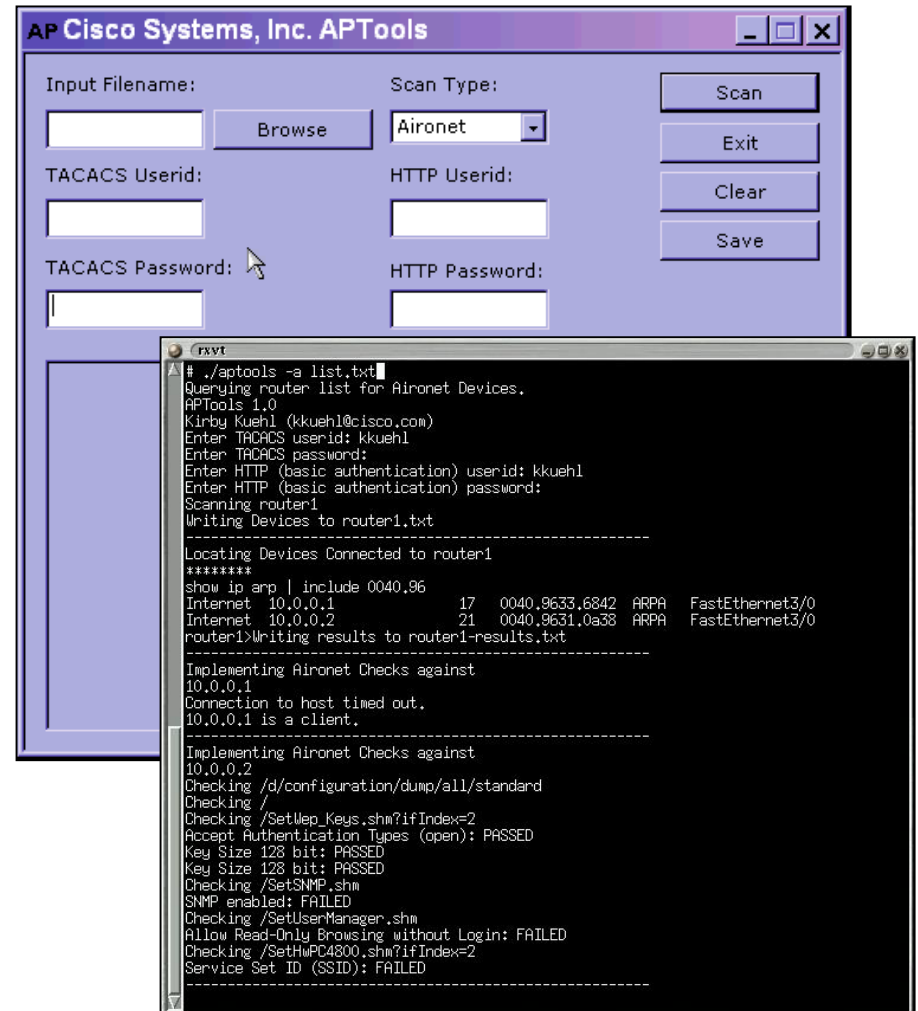 AP Cisco Systems, Inc. APTools
Input Filename:
Scan Type:
Scan
Browse
Aironet
Exit
TACACS Userid:
HTTP Userid:
Clear
Save
TACACS Password:
HTTP Password:
rxvt
# ./aptools -a list.txt
Querying router list for Aironet Devices.
APTools 1.0
Kirby Kuehl (kkuehl@cisco.com)
Enter TACACS userid: kkuehl
Enter TACACS password:
Enter HTTP (basic authentication) userid: kkuehl
Enter HTTP (basic authentication) password:
Scanning router1
Writing Devices to router1.txt
------------------------------------------------------
Locating Devices Connected to router1
********
show ip arp | include 0040.96
Internet 10.0.0.1 17 0040.9633.6842 ARPA FastEthernet3/0
Internet 10.0.0.2 21 0040.9631.0a38 ARPA FastEthernet3/0
router1>Writing results to router1-results.txt
------------------------------------------------------
Implementing Aironet Checks against
10.0.0.1
Connection to host timed out.
10.0.0.1 is a client.
------------------------------------------------------
Implementing Aironet Checks against
10.0.0.2
Checking /d/configuration/dump/all/standard
Checking /
Checking /SetWep_Keys.shm?ifIndex=2
Accept Authentication Types (open): PASSED
Key Size 128 bit: PASSED
Key Size 128 bit: PASSED
Checking /SetSNMP.shm
SNMP enabled: FAILED
Checking /SetUserManager.shm
Allow Read-Only Browsing without Login: FAILED
Checking /SetHwPC4800.shm?ifIndex=2
Service Set ID (SSID): FAILED
------------------------------------------------------